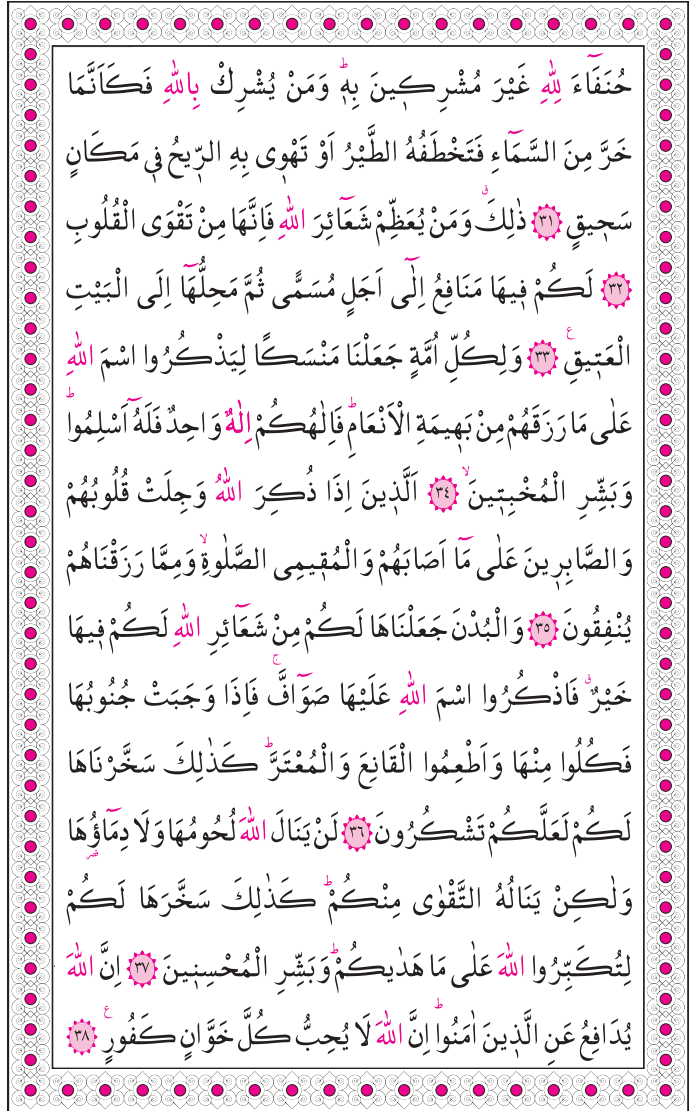 حُنَفَٓاءَ لِلّٰهِ غَيْرَ مُشْرِكٖينَ بِهٖؕ وَمَنْ يُشْرِكْ بِاللّٰهِ فَكَاَنَّمَا
خَرَّ مِنَ السَّمَٓاءِ فَتَخْطَفُهُ الطَّيْرُ اَوْ تَهْوٖى بِهِ الرّٖيحُ فٖى مَكَانٍ
سَحٖيقٍ ﴿٣١﴾ ذٰلِكَۗ وَمَنْ يُعَظِّمْ شَعَٓائِرَ اللّٰهِ فَاِنَّهَا مِنْ تَقْوَى الْقُلُوبِ
﴿٣٢﴾ لَكُمْ فٖيهَا مَنَافِعُ اِلٰٓى اَجَلٍ مُسَمًّى ثُمَّ مَحِلُّهَٓا اِلَى الْبَيْتِ
الْعَتٖيقِࣖ ﴿٣٣﴾ وَلِكُلِّ اُمَّةٍ جَعَلْنَا مَنْسَكًا لِيَذْكُرُوا اسْمَ اللّٰهِ
عَلٰى مَا رَزَقَهُمْ مِنْ بَهٖيمَةِ الْاَنْعَامِؕ فَاِلٰهُكُمْ اِلٰهٌ وَاحِدٌ فَلَهُٓ اَسْلِمُواؕ
وَبَشِّرِ الْمُخْبِتٖينَۙ ﴿٣٤﴾ اَلَّذٖينَ اِذَا ذُكِرَ اللّٰهُ وَجِلَتْ قُلُوبُهُمْ
وَالصَّابِرٖينَ عَلٰى مَٓا اَصَابَهُمْ وَالْمُقٖيمِى الصَّلٰوةِۙ وَمِمَّا رَزَقْنَاهُمْ
يُنْفِقُونَ ﴿٣٥﴾ وَالْبُدْنَ جَعَلْنَاهَا لَكُمْ مِنْ شَعَٓائِرِ اللّٰهِ لَكُمْ فٖيهَا
خَيْرٌۗ فَاذْكُرُوا اسْمَ اللّٰهِ عَلَيْهَا صَوَٓافَّۚ فَاِذَا وَجَبَتْ جُنُوبُهَا
فَكُلُوا مِنْهَا وَاَطْعِمُوا الْقَانِعَ وَالْمُعْتَرَّؕ كَذٰلِكَ سَخَّرْنَاهَا
لَكُمْ لَعَلَّكُمْ تَشْكُرُونَ ﴿٣٦﴾ لَنْ يَنَالَ اللّٰهَ لُحُومُهَا وَلَا دِمَٓاؤُ۬هَا
وَلٰكِنْ يَنَالُهُ التَّقْوٰى مِنْكُمْؕ كَذٰلِكَ سَخَّرَهَا لَكُمْ
لِتُكَبِّرُوا اللّٰهَ عَلٰى مَا هَدٰيكُمْؕ وَبَشِّرِ الْمُحْسِنٖينَ ﴿٣٧﴾ اِنَّ اللّٰهَ
يُدَافِعُ عَنِ الَّذٖينَ اٰمَنُواؕ اِنَّ اللّٰهَ لَا يُحِبُّ كُلَّ خَوَّانٍ كَفُورٍࣖ ﴿٣٨﴾